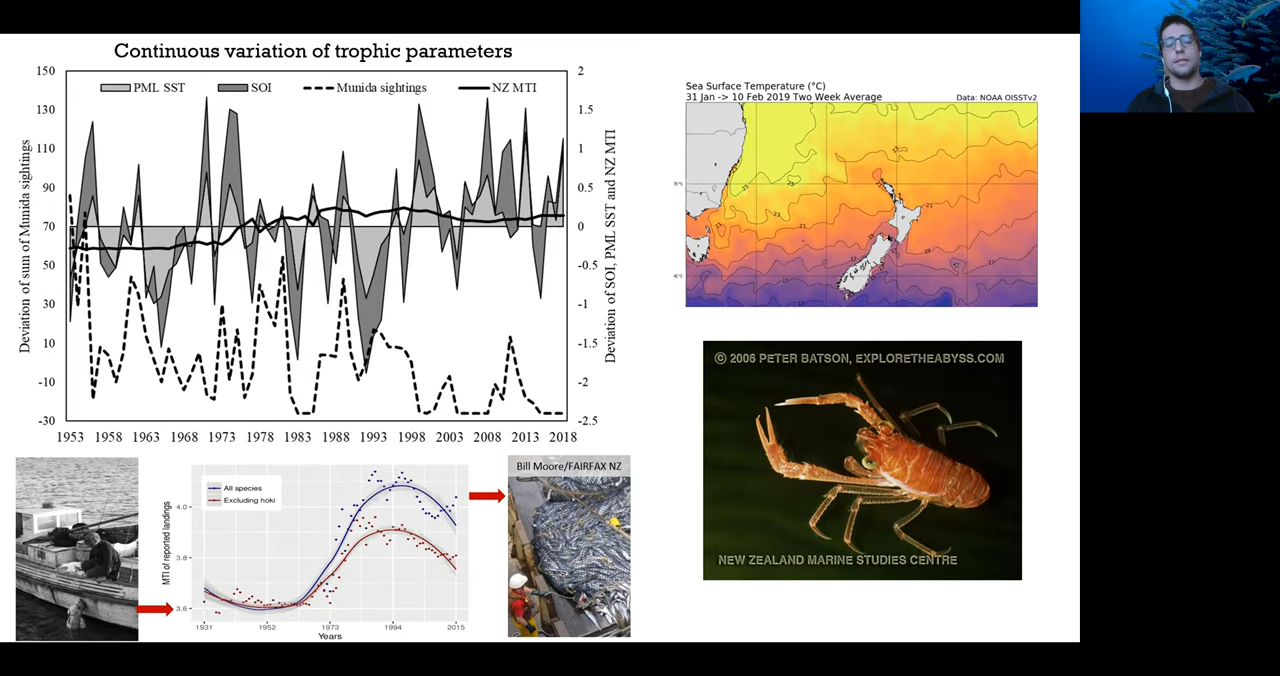 Continuous variation of trophic parameters
150
130
110
90
70
50
30
10
-10
-30
2
1.5
1
0.5
0
-0.5
-1
-1.5
-2
-2.5
Deviation of sum of Munida sightings
Deviation of SOI, PML SST and NZ MTI
PML SST SOI Munida sightings NZ MTI
1953 1958 1963 1968 1973 1978 1983 1988 1993 1998 2003 2008 2013 2018
All species
Excluding hoki
MTI of reported landings
4.0
3.8
3.6
1931 1952 1973 1994 2015
Years
Bill Moore/FAIRFAX NZ
Sea Surface Temperature (°C)
31 Jan -> 10 Feb 2019 Two Week Average Data: NOAA OISSTv2
© 2006 PETER BATSON, EXPLORETHEABYSS.COM
NEW ZEALAND MARINE STUDIES CENTRE